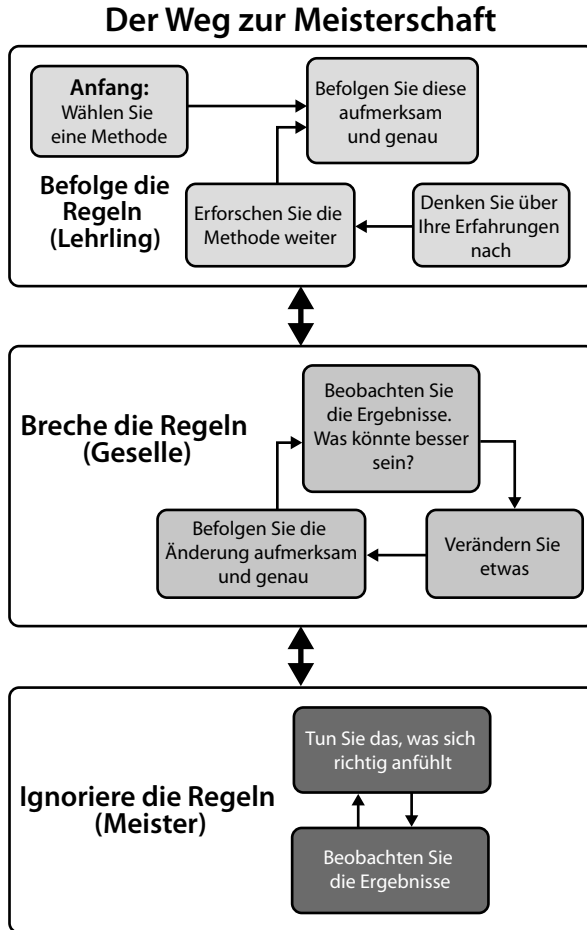 Der Weg zur Meisterschaft
Anfang:
Wählen Sie
eine Methode
Befolgen Sie diese
aufmerksam
und genau
Befolge die
Regeln
(Lehrling)
Erforschen Sie die
Methode weiter
Denken Sie über
Ihre Erfahrungen
nach
Breche die Regeln
(Geselle)
Beobachten Sie
die Ergebnisse.
Was könnte besser
sein?
Befolgen Sie die
Änderung aufmerksam
und genau
Verändern Sie
etwas
Ignoriere die Regeln
(Meister)
Tun Sie das, was sich
richtig anfühlt
Beobachten Sie
die Ergebnisse